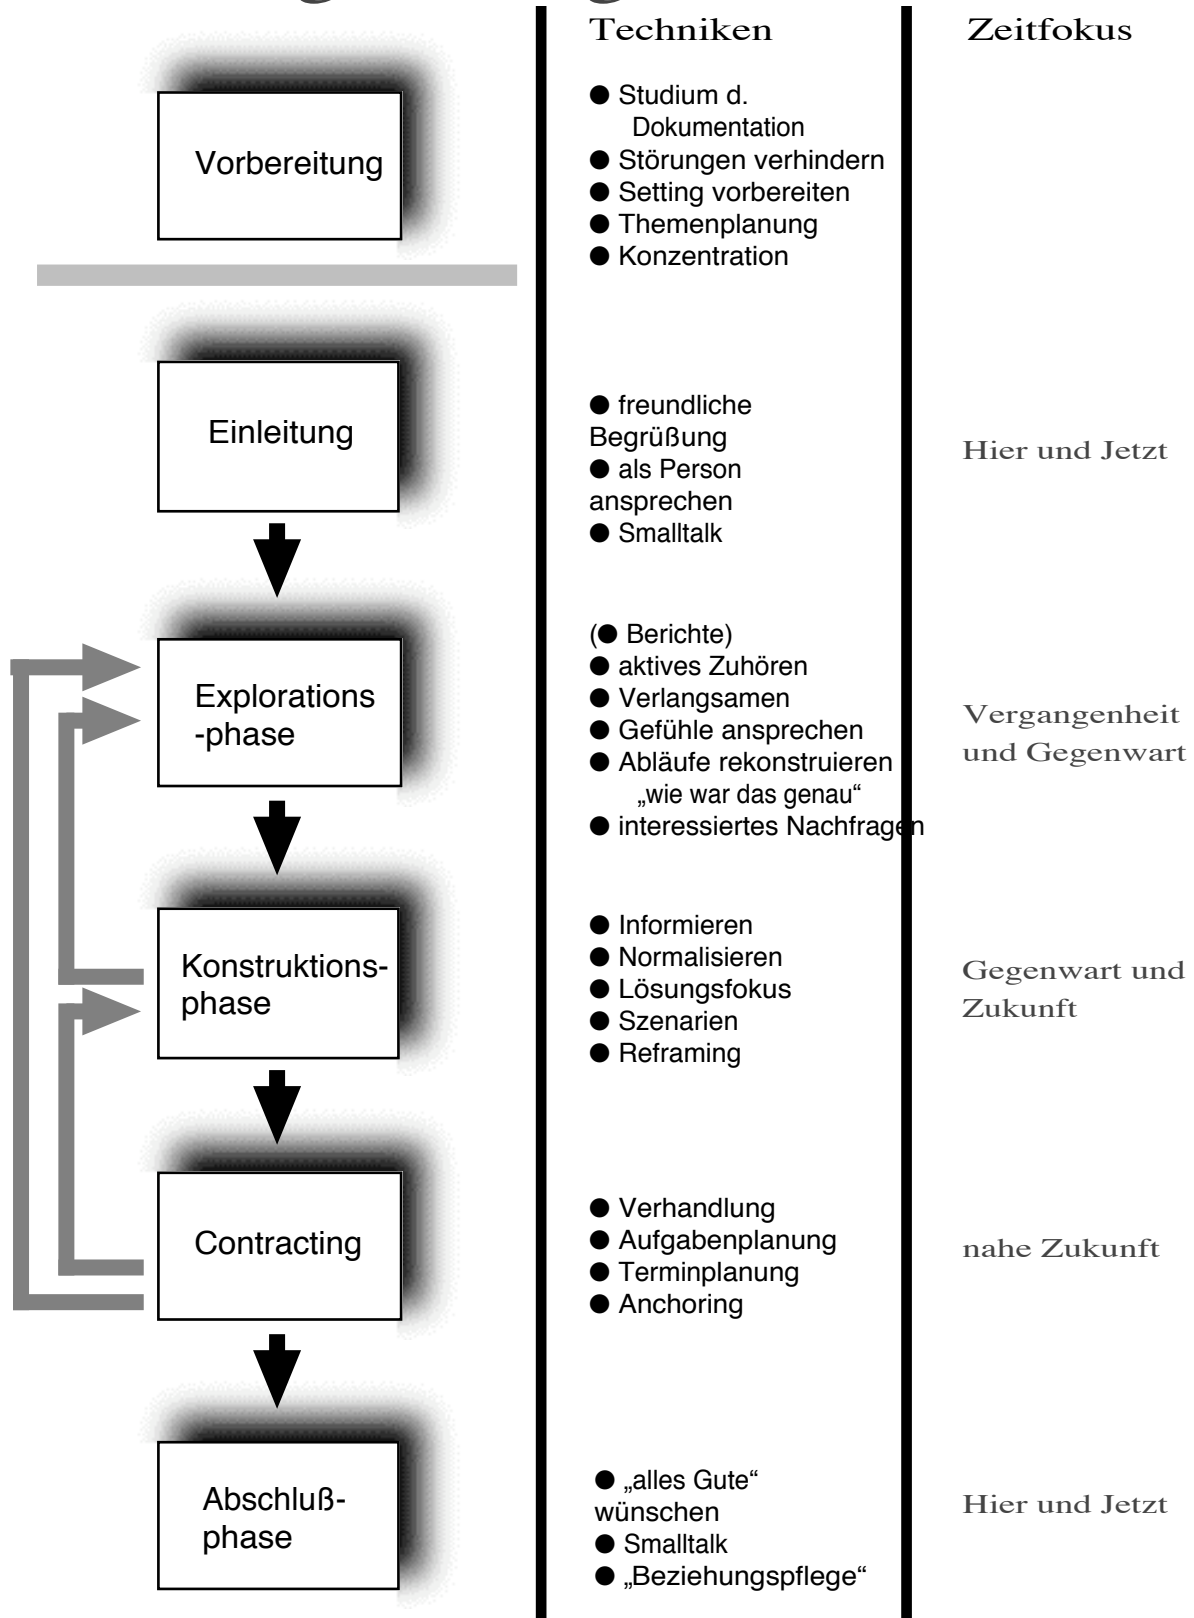 Techniken
Zeitfokus
Vorbereitung
● Studium d.
Dokumentation
● Störungen verhindern
● Setting vorbereiten
● Themenplanung
● Konzentration
Einleitung
● freundliche
Begrüßung
● als Person
ansprechen
● Smalltalk
Hier und Jetzt
Explorations
-phase
(● Berichte)
● aktives Zuhören
● Verlangsamen
● Gefühle ansprechen
● Abläufe rekonstruieren
„wie war das genau“
● interessiertes Nachfragen
Vergangenheit
und Gegenwart
Konstruktions-
phase
● Informieren
● Normalisieren
● Lösungsfokus
● Szenarien
● Reframing
Gegenwart und
Zukunft
Contracting
● Verhandlung
● Aufgabenplanung
● Terminplanung
● Anchoring
nahe Zukunft
Abschluß-
phase
● „alles Gute“
wünschen
● Smalltalk
● „Beziehungspflege“
Hier und Jetzt